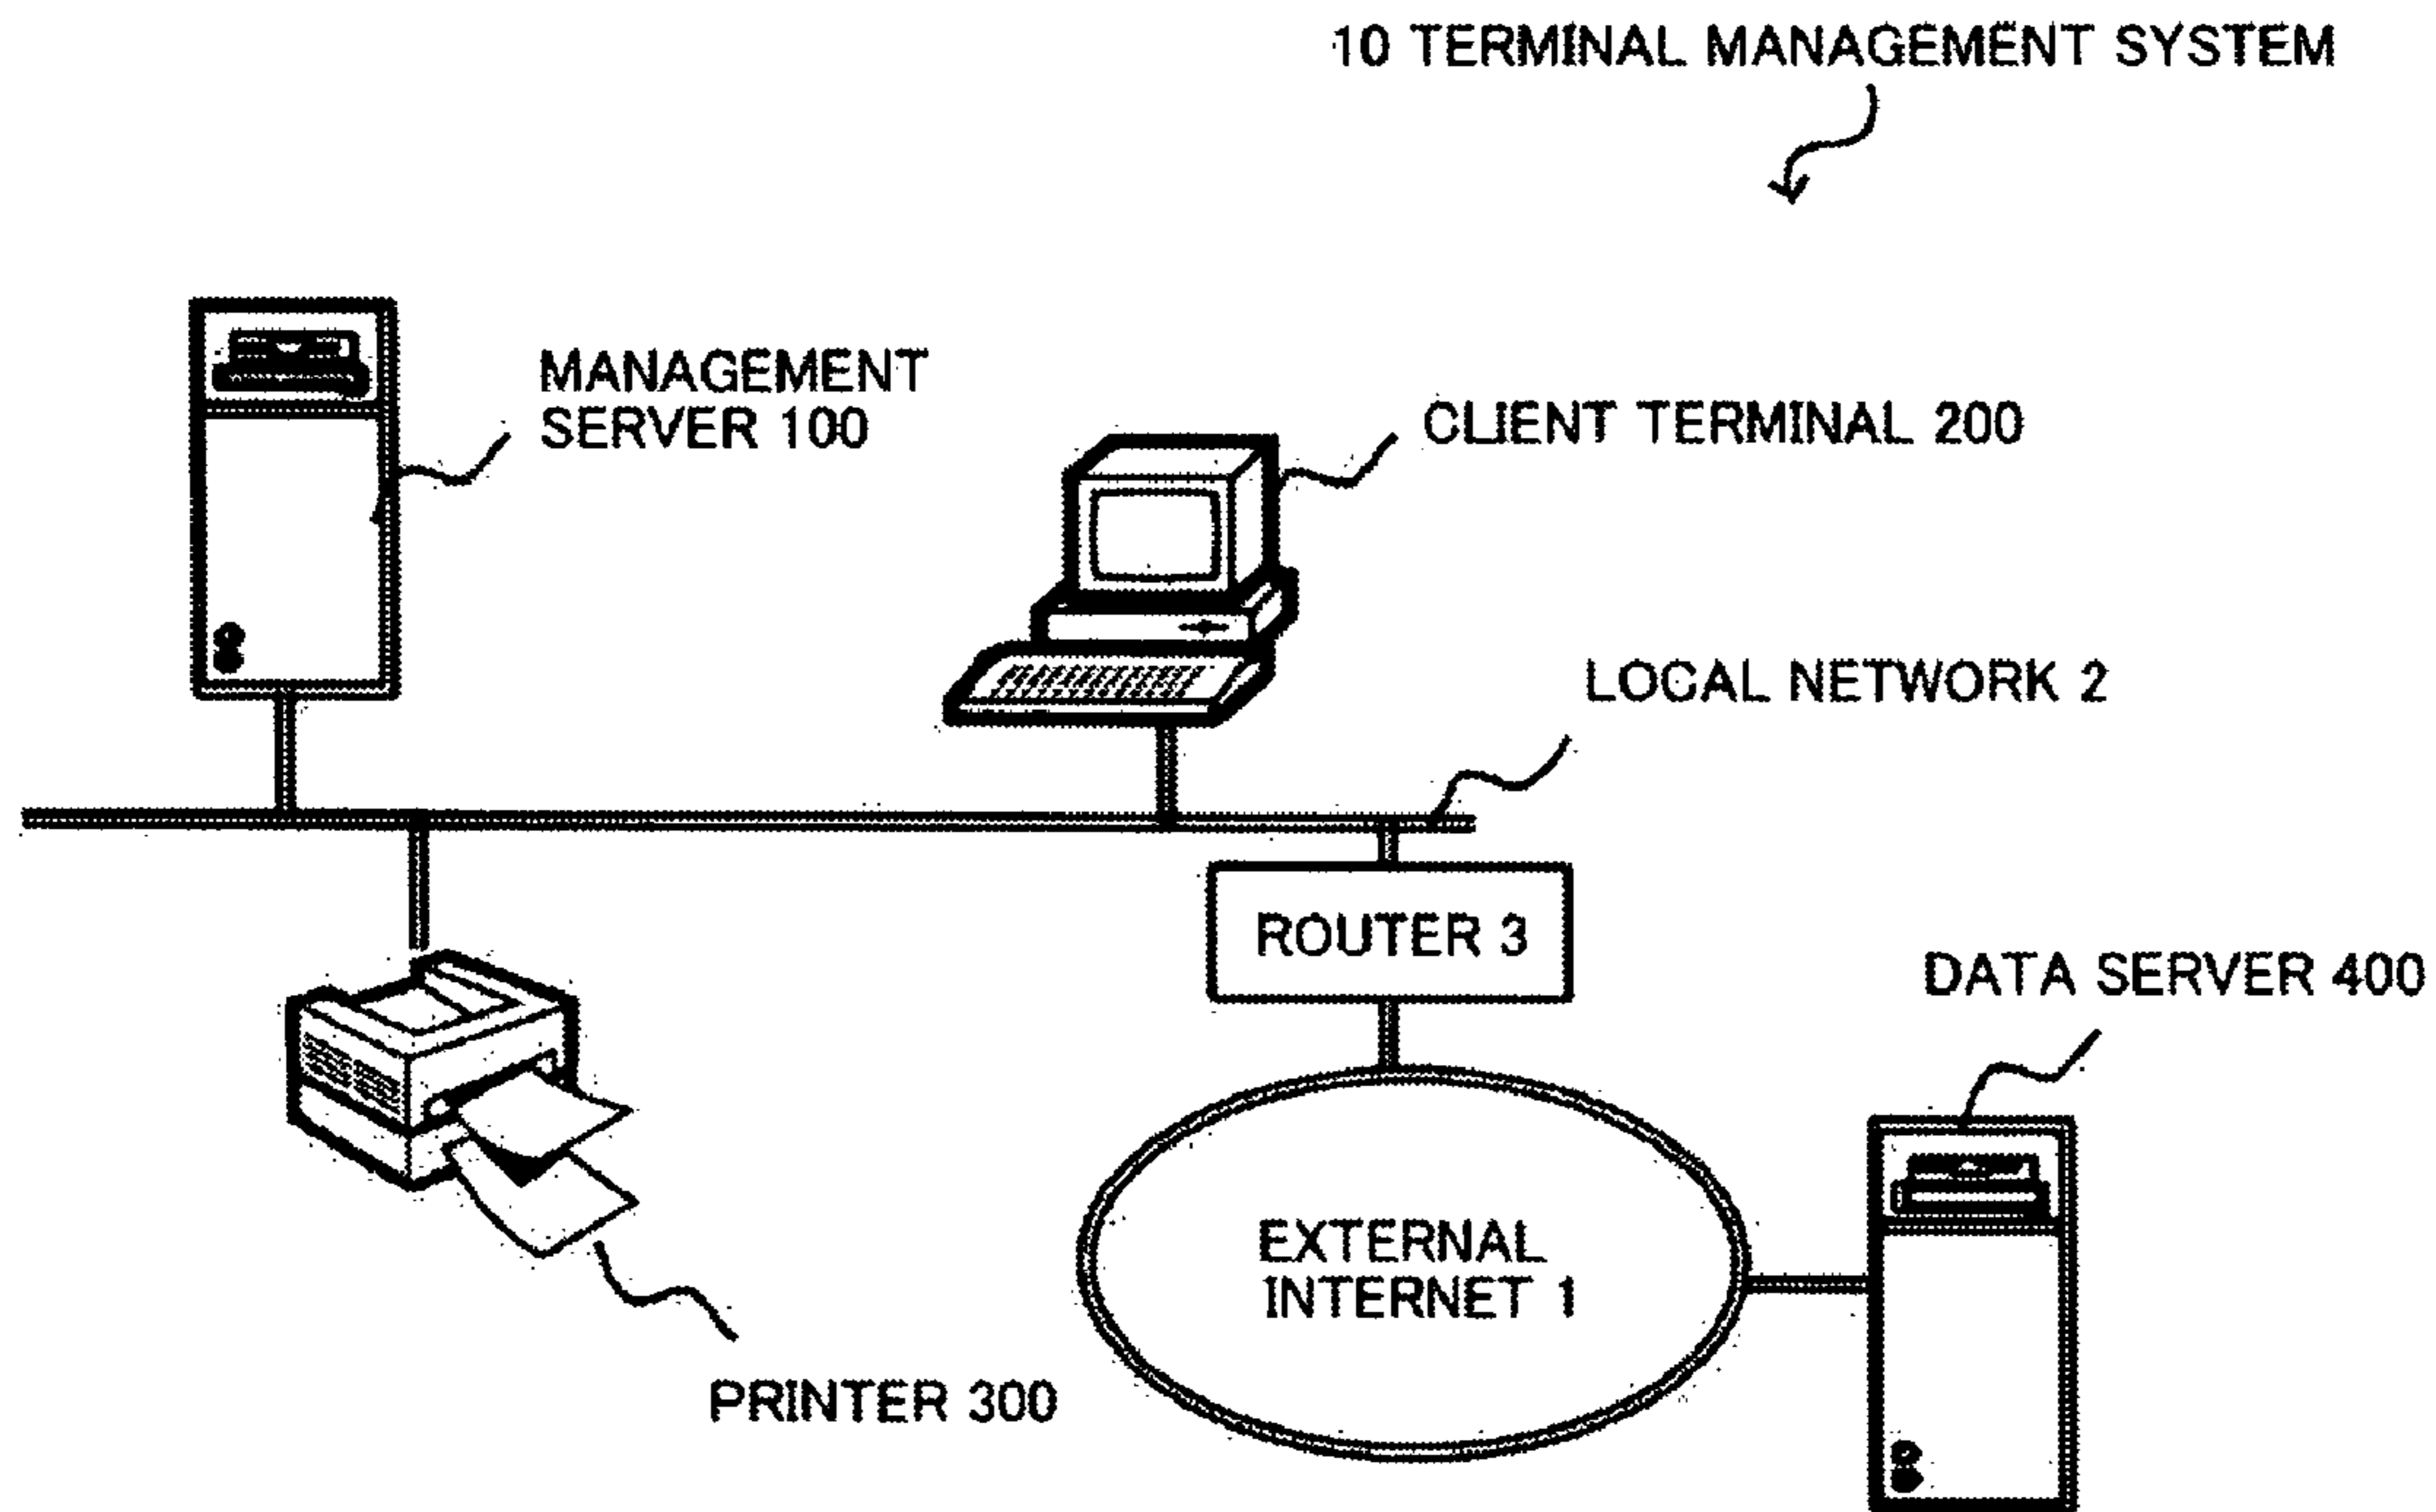 10 TERMINAL MANAGEMENT SYSTEM
MANAGEMENT
SERVER 100
CLIENT TERMINAL 200
LOCAL NETWORK 2
ROUTER 3
DATA SERVER 400
EXTERNAL
INTERNET 1
PRINTER 300